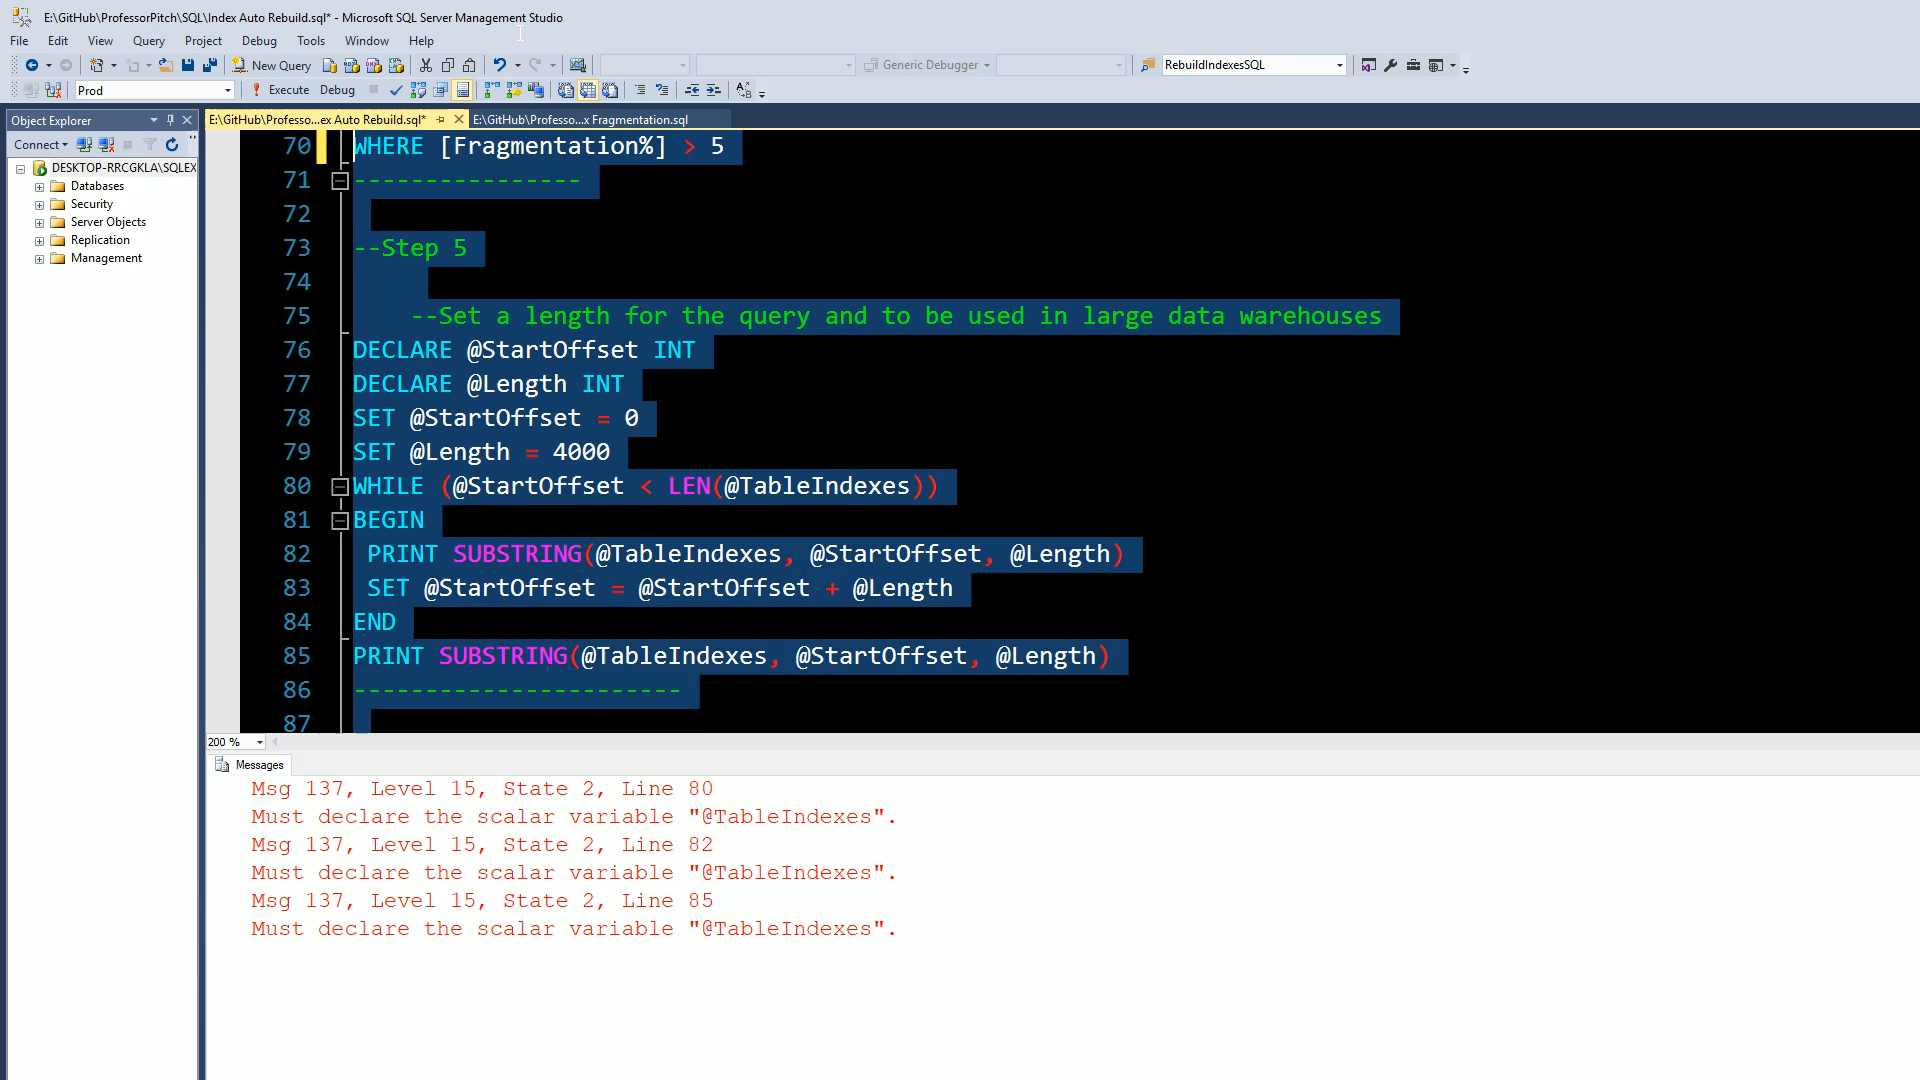 E:\GitHub\ProfessorPitch\SQL\Index Auto Rebuild.sql* - Microsoft SQL Server Management Studio
File Edit View Query Project Debug Tools Window Help
New Query Generic Debugger RebuildIndexesSQL
Prod Execute Debug
Object Explorer
E:\GitHub\Professo...ex Auto Rebuild.sql* E:\GitHub\Professo...x Fragmentation.sql
Connect
DESKTOP-RRCGKLA\SQLEX
Databases
Security
Server Objects
Replication
Management
70 WHERE [Fragmentation%] > 5
71 ----------------
72
73 --Step 5
74
75 --Set a length for the query and to be used in large data warehouses
76 DECLARE @StartOffset INT
77 DECLARE @Length INT
78 SET @StartOffset = 0
79 SET @Length = 4000
80 WHILE (@StartOffset < LEN(@TableIndexes))
81 BEGIN
82 PRINT SUBSTRING(@TableIndexes, @StartOffset, @Length)
83 SET @StartOffset = @StartOffset + @Length
84 END
85 PRINT SUBSTRING(@TableIndexes, @StartOffset, @Length)
86 -----------------------
87
200 %
Messages
Msg 137, Level 15, State 2, Line 80
Must declare the scalar variable "@TableIndexes".
Msg 137, Level 15, State 2, Line 82
Must declare the scalar variable "@TableIndexes".
Msg 137, Level 15, State 2, Line 85
Must declare the scalar variable "@TableIndexes".